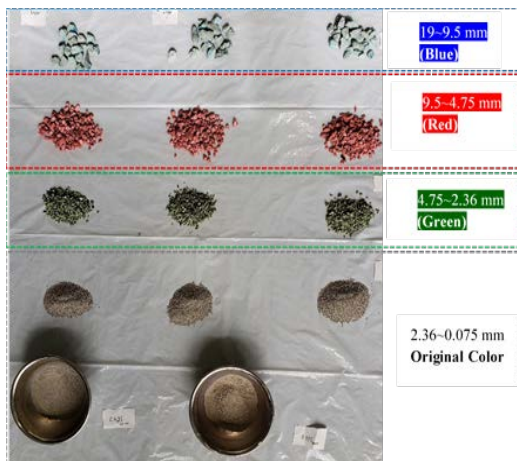 19~9.5 mm
(Blue)
9.5~4.75 mm
(Red)
4.75~2.36 mm
(Green)
2.36~0.075 mm
Original Color